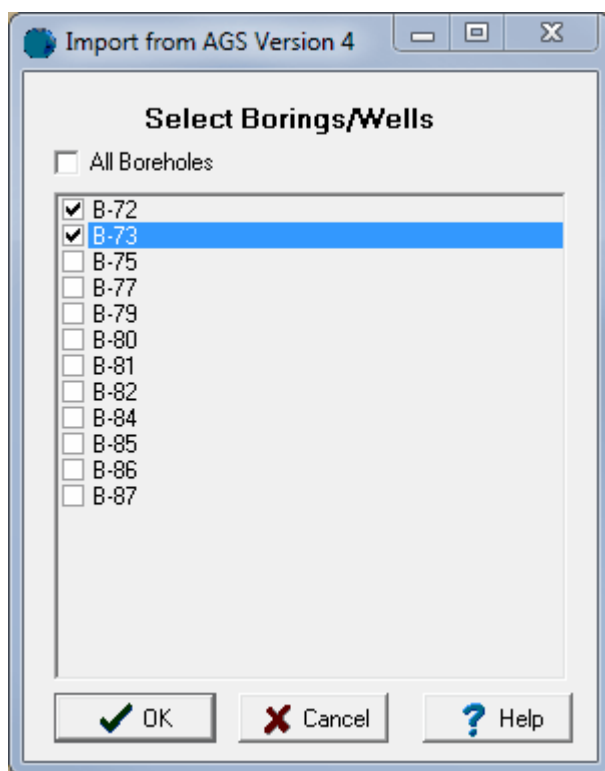 Import from AGS Version 4
Select Borings/Wells
All Boreholes
B-72
B-73
B-75
B-77
B-79
B-80
B-81
B-82
B-84
B-85
B-86
B-87
OK Cancel Help